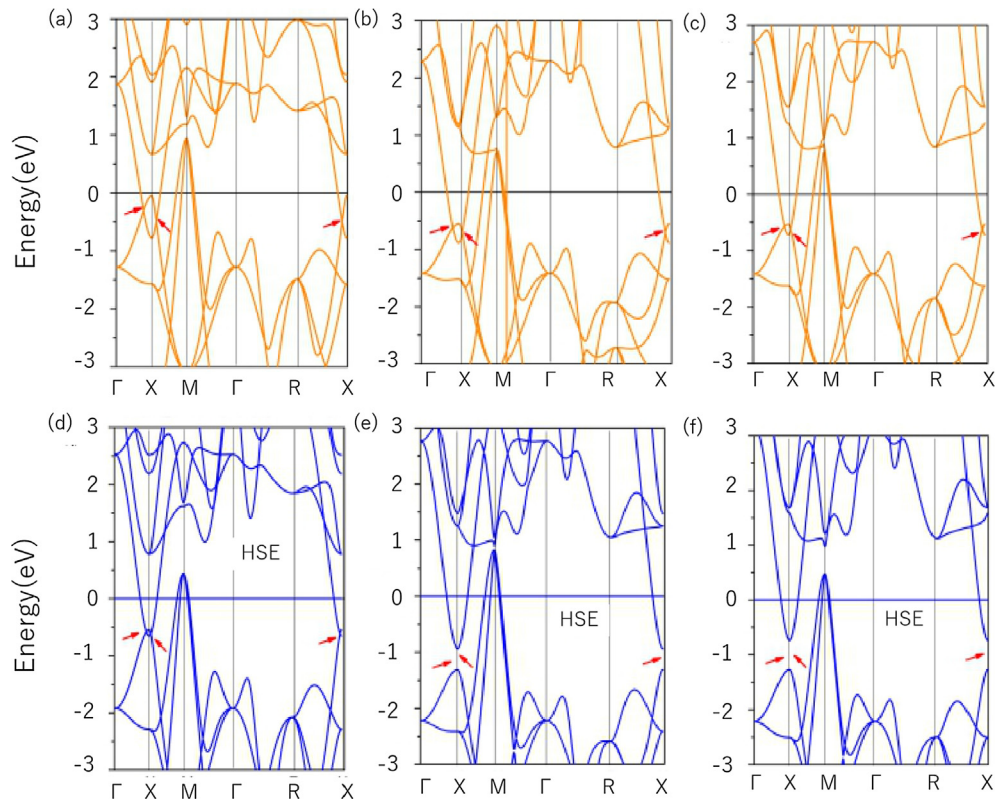 (a) (b) (c)
3 3 3
2 2 2
1 1 1
0 0 0
-1 -1 -1
-2 -2 -2
-3 -3 -3
Energy(eV)
Γ X M Γ R X Γ X M Γ R X Γ X M Γ R X
(d) (e) (f)
3 3 3
2 2 2
1 1 1
HSE
0 0 0
HSE HSE
-1 -1 -1
-2 -2 -2
-3 -3 -3
Energy(eV)
Γ X M Γ R X Γ X M Γ R X Γ X M Γ R X